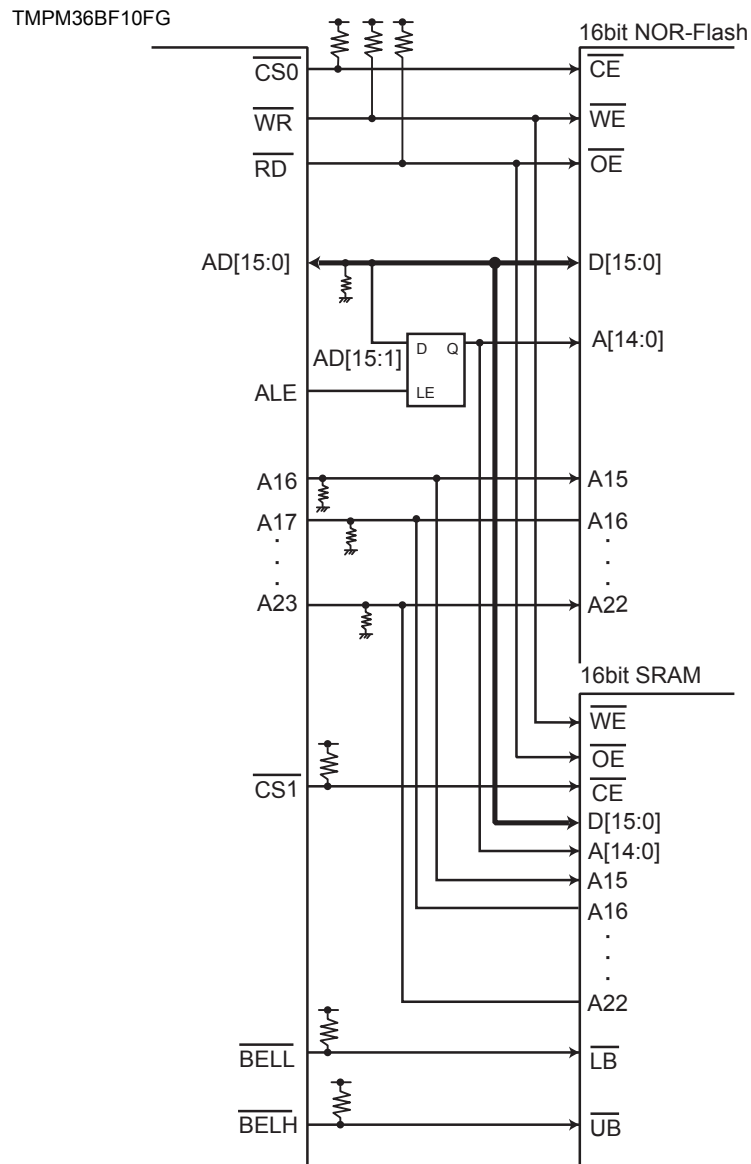 TMPM36BF10FG
16bit NOR-Flash
CS0
CE
WR
WE
RD
OE
AD[15:0]
D[15:0]
AD[15:1]
D Q
A[14:0]
ALE
LE
A16
A15
A17
A16
.
.
.
.
.
.
A23
A22
16bit SRAM
WE
OE
CS1
CE
D[15:0]
A[14:0]
A15
A16
.
.
.
A22
BELL
LB
BELH
UB